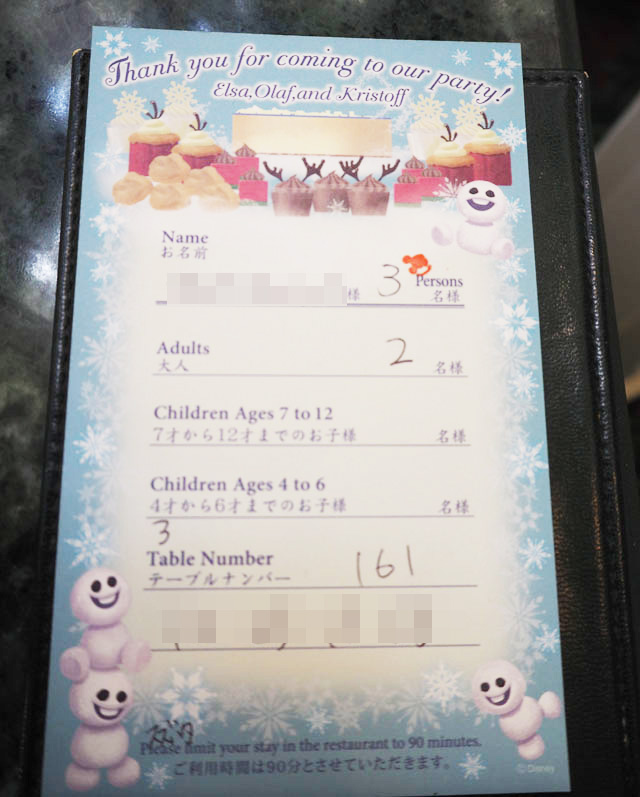 Thank you for coming to our party!
Elsa,Olaf,and Kristoff
Name
お名前
様 3 Persons
名様
Adults 2
大人 名様
Children Ages 7 to 12
7才から12才までのお子様 名様
Children Ages 4 to 6
4才から6才までのお子様 名様
3
Table Number 161
テーブルナンバー
Please limit your stay in the restaurant to 90 minutes.
ご利用時間は90分とさせていただきます。
©Disney